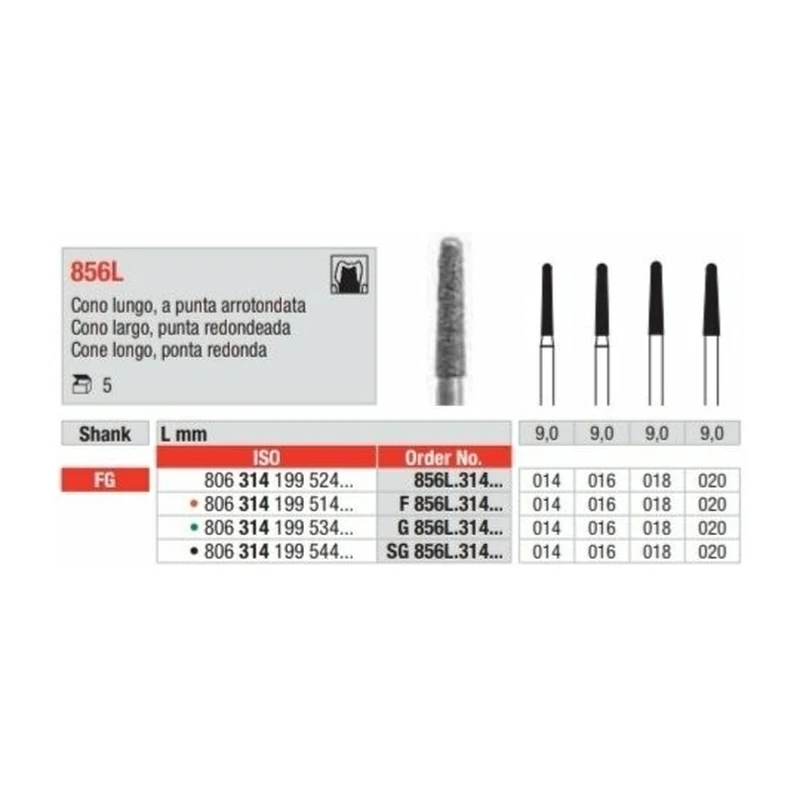 856L
Cono lungo, a punta arrotondata
Cono largo, punta redondeada
Cone longo, ponta redonda
5
Shank L mm 9,0 9,0 9,0 9,0
ISO Order No.
FG 806 314 199 524... 856L.314... 014 016 018 020
806 314 199 514... F 856L.314... 014 016 018 020
806 314 199 534... G 856L.314... 014 016 018 020
806 314 199 544... SG 856L.314... 014 016 018 020